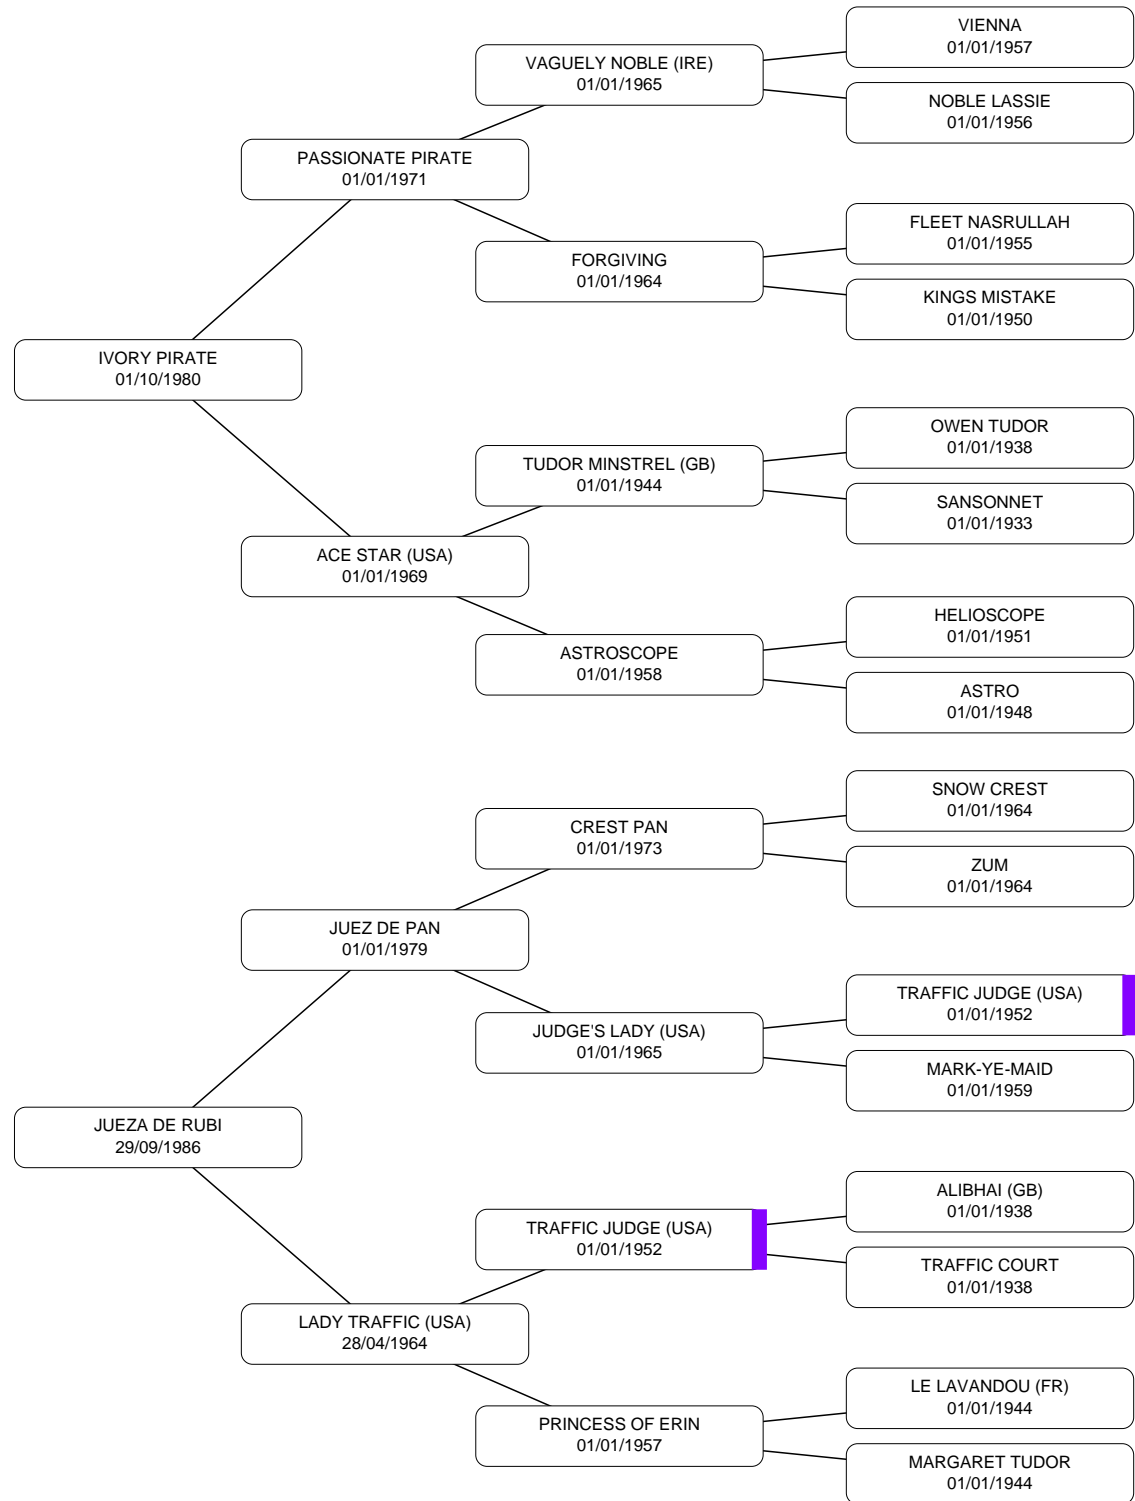 VIENNA
01/01/1957
VAGUELY NOBLE (IRE)
01/01/1965
NOBLE LASSIE
01/01/1956
PASSIONATE PIRATE
01/01/1971
FLEET NASRULLAH
01/01/1955
FORGIVING
01/01/1964
KINGS MISTAKE
01/01/1950
IVORY PIRATE
01/10/1980
OWEN TUDOR
01/01/1938
TUDOR MINSTREL (GB)
01/01/1944
SANSONNET
01/01/1933
ACE STAR (USA)
01/01/1969
HELIOSCOPE
01/01/1951
ASTROSCOPE
01/01/1958
ASTRO
01/01/1948
SNOW CREST
01/01/1964
CREST PAN
01/01/1973
ZUM
01/01/1964
JUEZ DE PAN
01/01/1979
TRAFFIC JUDGE (USA)
01/01/1952
JUDGE'S LADY (USA)
01/01/1965
MARK-YE-MAID
01/01/1959
JUEZA DE RUBI
29/09/1986
ALIBHAI (GB)
01/01/1938
TRAFFIC JUDGE (USA)
01/01/1952
TRAFFIC COURT
01/01/1938
LADY TRAFFIC (USA)
28/04/1964
LE LAVANDOU (FR)
01/01/1944
PRINCESS OF ERIN
01/01/1957
MARGARET TUDOR
01/01/1944